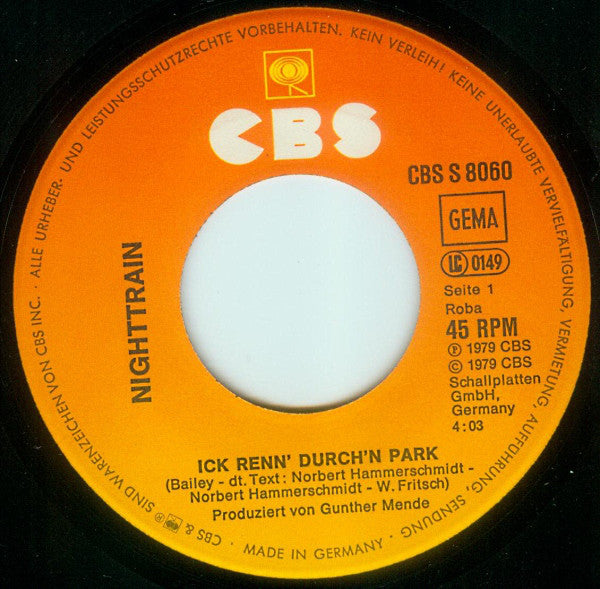 ALLE URHEBER- UND LEISTUNGSSCHUTZRECHTE VORBEHALTEN. KEIN VERLEIH! KEINE UNERLAUBTE VERVIELFÄLTIGUNG, VERMIETUNG, AUFFÜHRUNG, SENDUNG.
CBS
CBS S 8060
GEMA
LC 0149
Seite 1
Roba
45 RPM
Ⓟ 1979 CBS
© 1979 CBS
Schallplatten
GmbH,
Germany
4:03
NIGHTTRAIN
ICK RENN' DURCH'N PARK
(Bailey - dt. Text: Norbert Hammerschmidt -
Norbert Hammerschmidt - W. Fritsch)
Produziert von Gunther Mende
CBS & SIND WARENZEICHEN VON CBS INC. ·
· MADE IN GERMANY ·